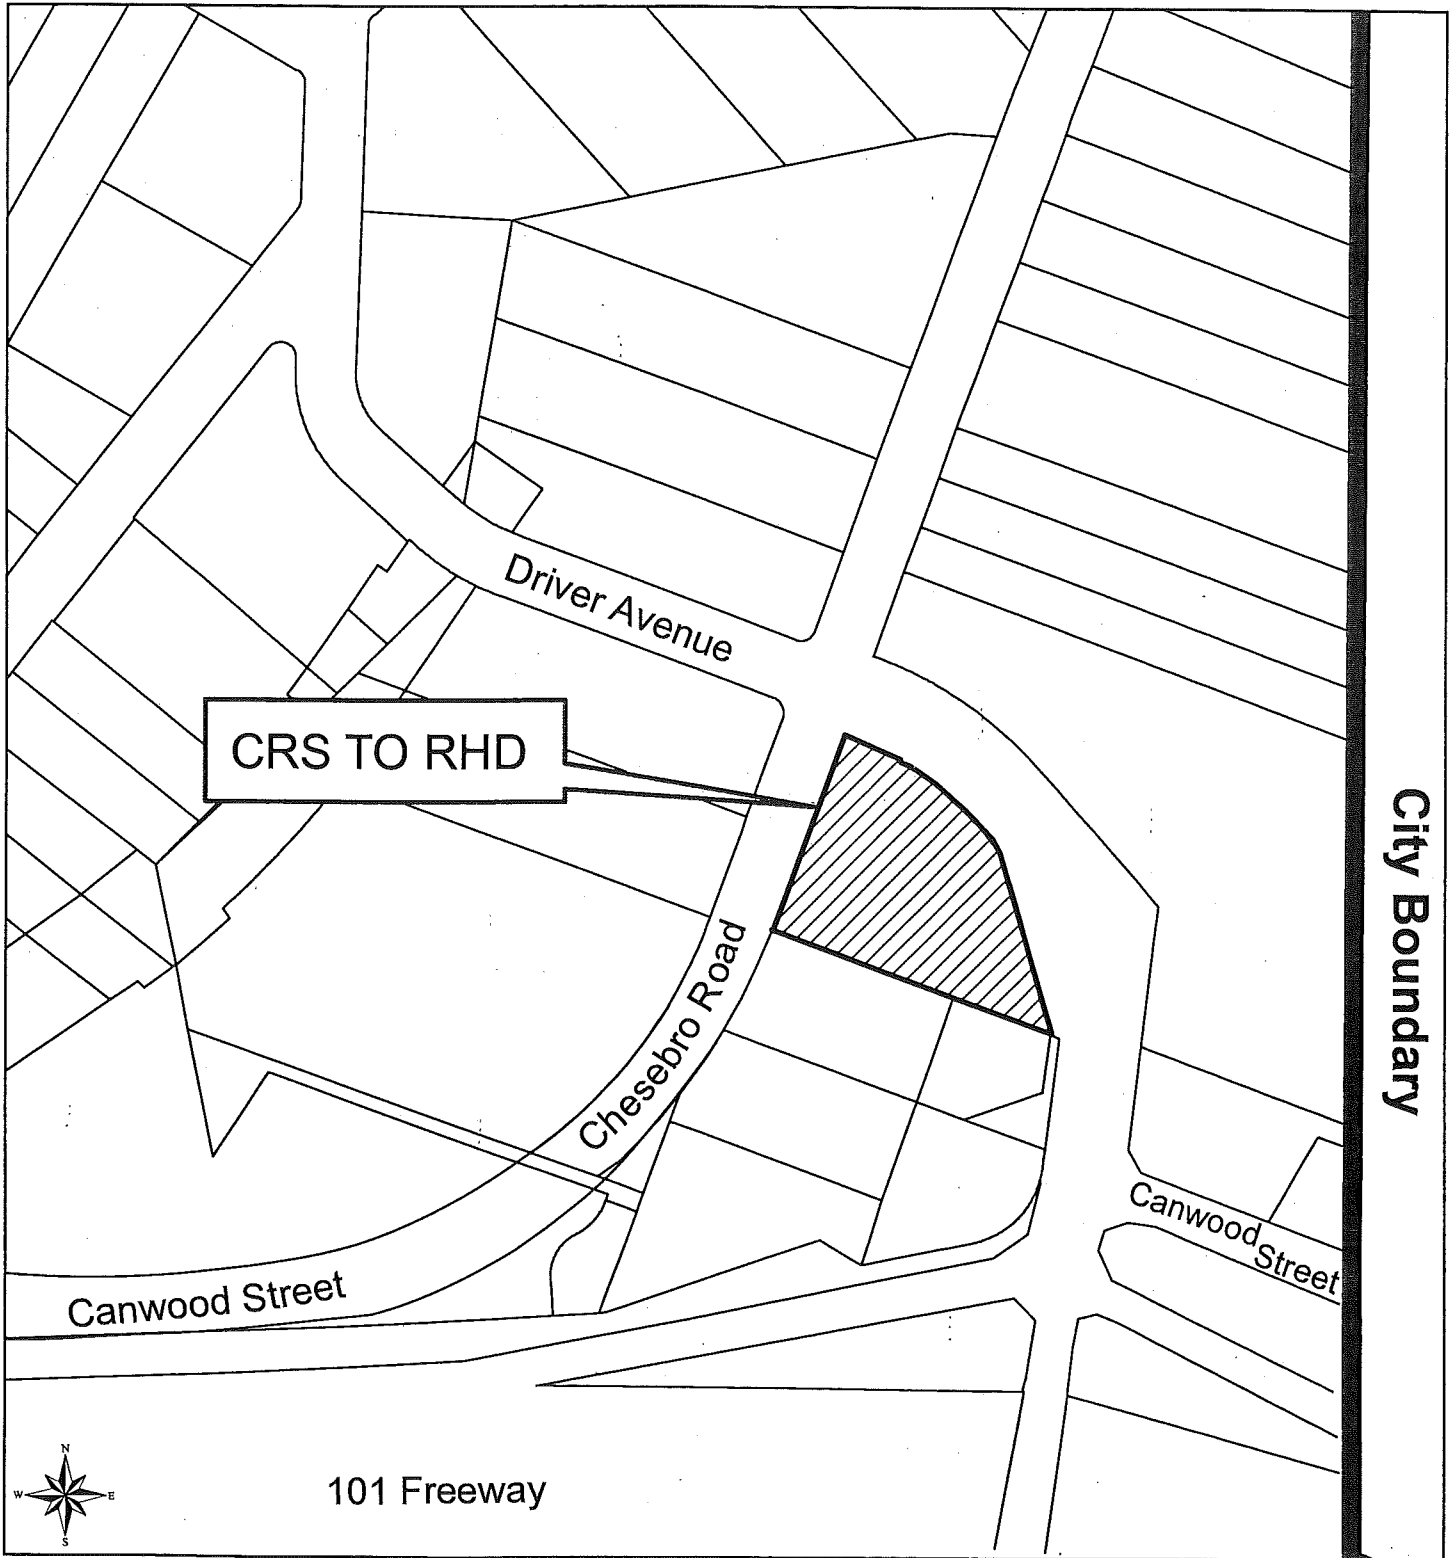 Driver Avenue
CRS TO RHD
City Boundary
Chesebro Road
Canwood
Street
Canwood Street
N
W E
S
101 Freeway